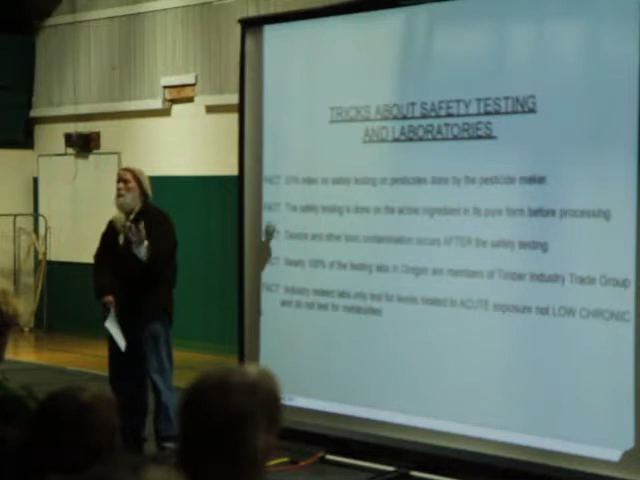 TRICKS ABOUT SAFETY TESTING
AND LABORATORIES
FACT: EPA relies on safety testing on pesticides done by the pesticide maker.
FACT: The safety testing is done on the active ingredient in its pure form before processing.
FACT: Dioxins and other toxic contamination occurs AFTER the safety testing
FACT: Nearly 100% of the testing labs in Oregon are members of Timber Industry Trade Group
FACT: Industry related labs only test for levels related to ACUTE exposure not LOW CHRONIC
and do not test for metabolites.